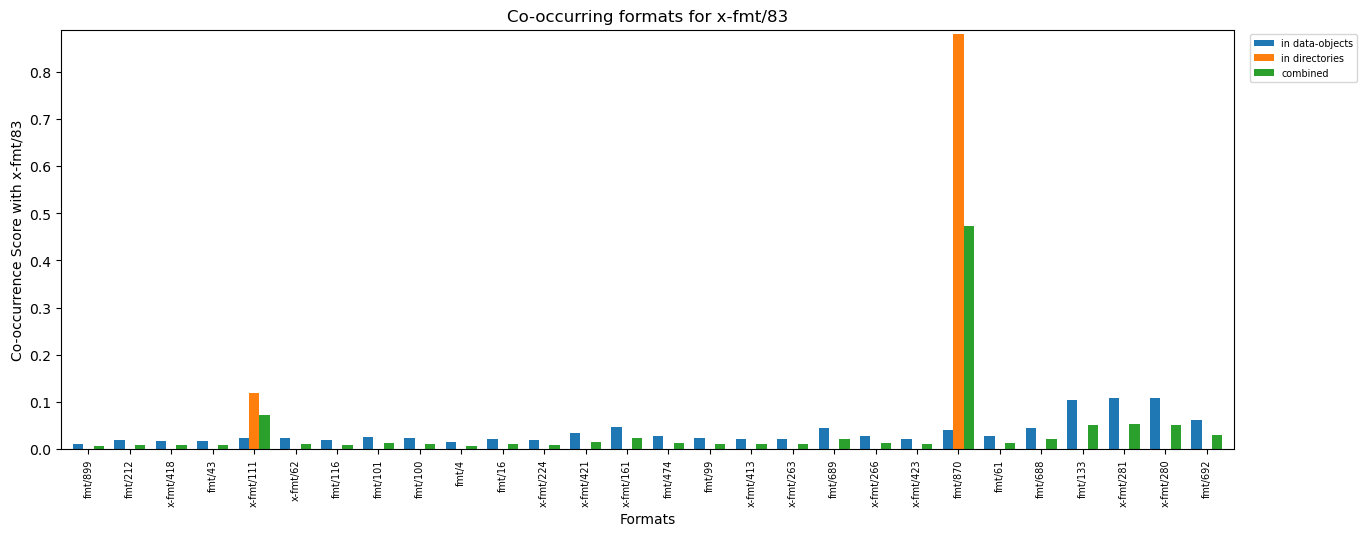 Co-occurring formats for x-fmt/83
in data-objects
in directories
combined
Co-occurrence Score with x-fmt/83
0.8
0.7
0.6
0.5
0.4
0.3
0.2
0.1
0.0
fmt/899
fmt/212
x-fmt/418
fmt/43
x-fmt/111
x-fmt/62
fmt/116
fmt/101
fmt/100
fmt/4
fmt/16
x-fmt/224
x-fmt/421
x-fmt/161
fmt/474
fmt/99
x-fmt/413
x-fmt/263
fmt/689
x-fmt/266
x-fmt/423
fmt/870
fmt/61
fmt/688
fmt/133
x-fmt/281
x-fmt/280
fmt/692
Formats